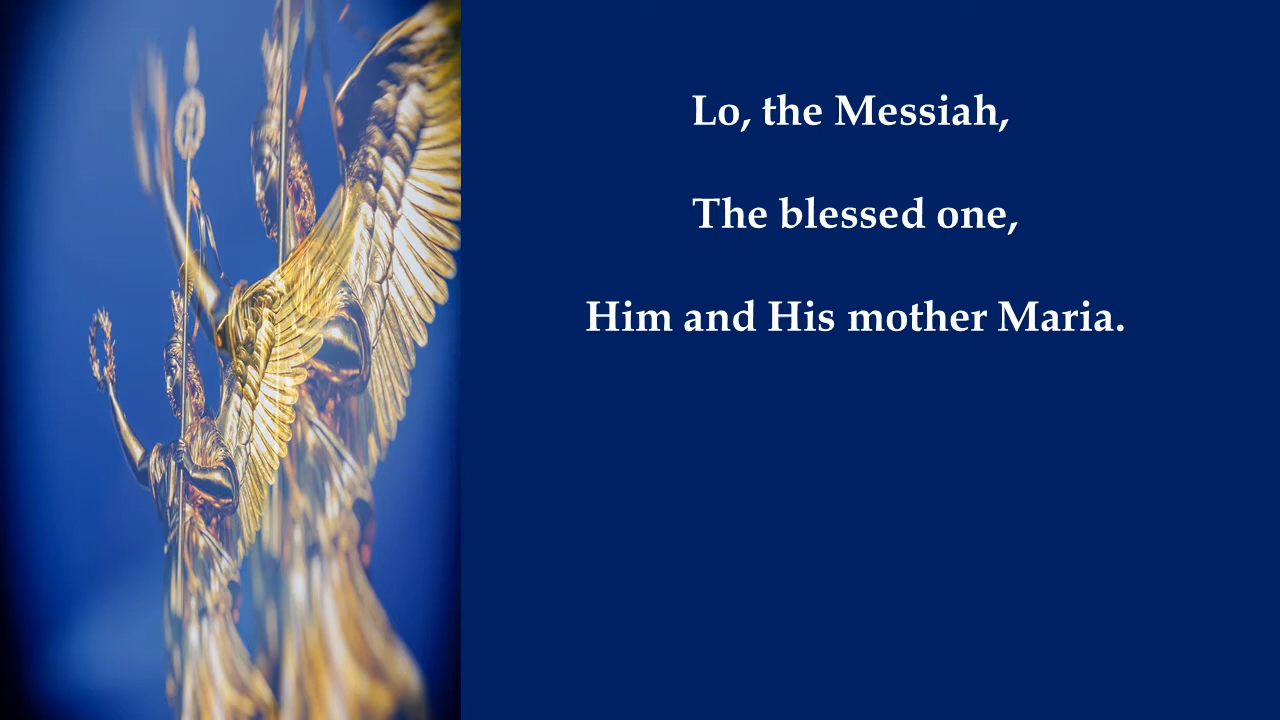 Lo, the Messiah,
The blessed one,
Him and His mother Maria.